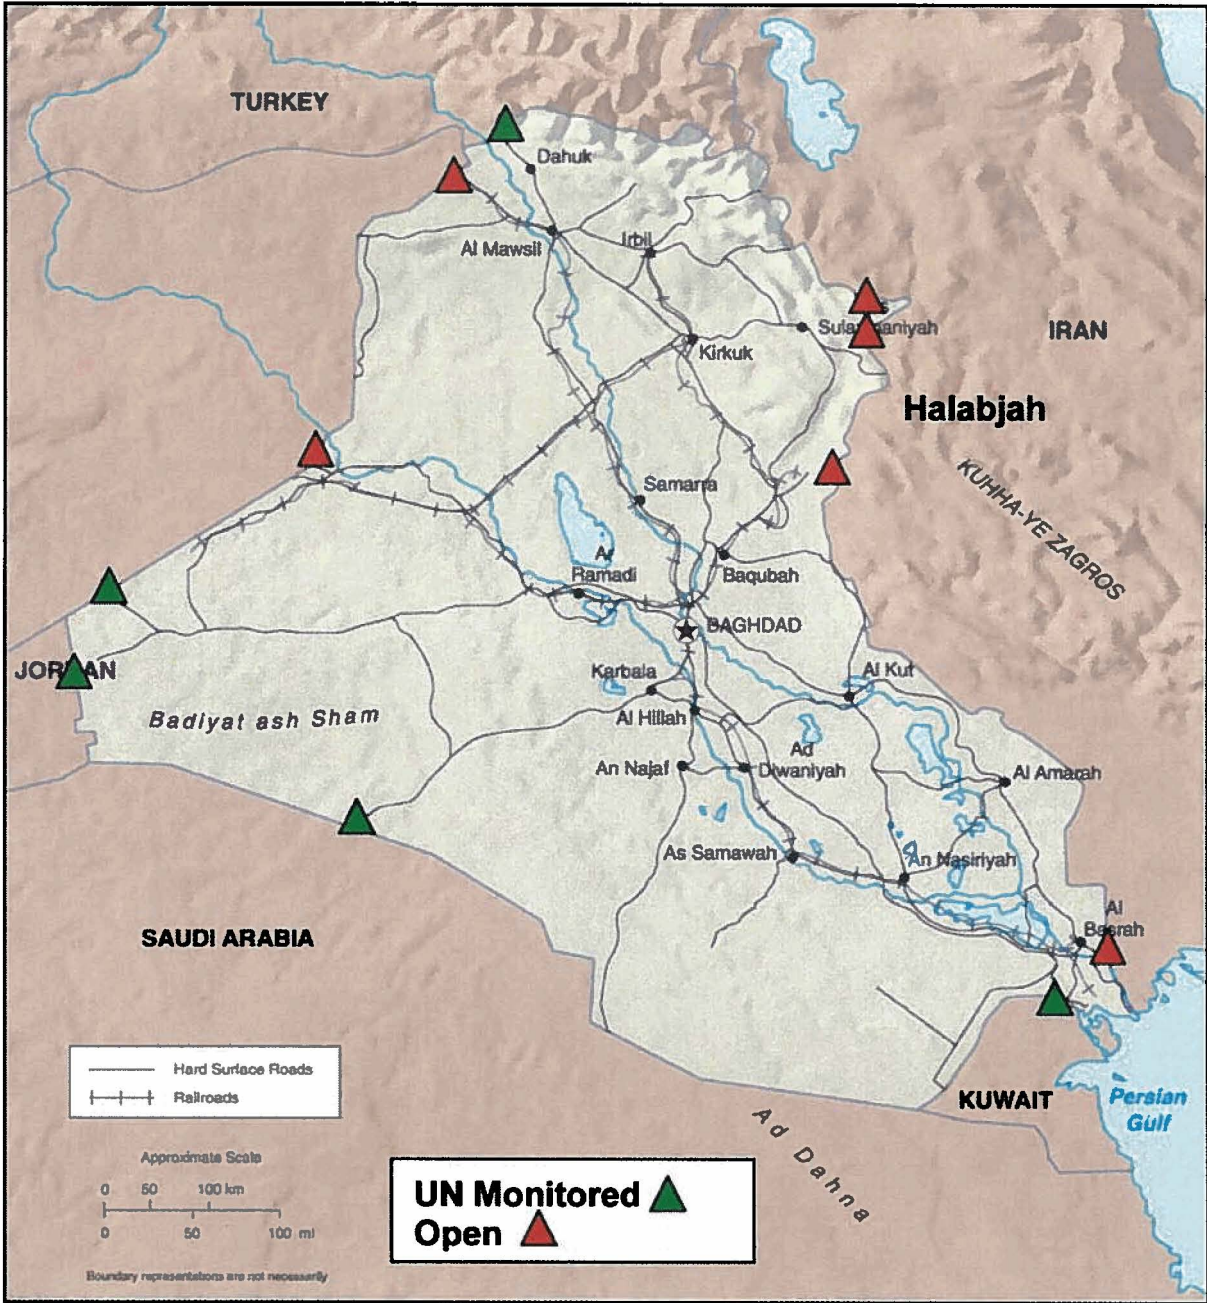 TURKEY
Dahuk
Al Mawsil
Irbil
IRAN
Kirkuk
Halabjah
KUHHA-YE ZAGROS
Samarra
Ar
Ramadi
Baqubah
BAGHDAD
JORDAN
Karbala
Al Kut
Badiyat ash Sham
Al Hillah
Ad
Diwaniyah
An Najaf
Al Amarah
As Samawah
An Nasiriyah
Al
Basrah
SAUDI ARABIA
Hard Surface Roads
Railroads
KUWAIT
Persian
Gulf
Ad Dahna
Approximate Scale
0 50 100 km
0 50 100 mi
Boundary representations are not necessarily
UN Monitored
Open